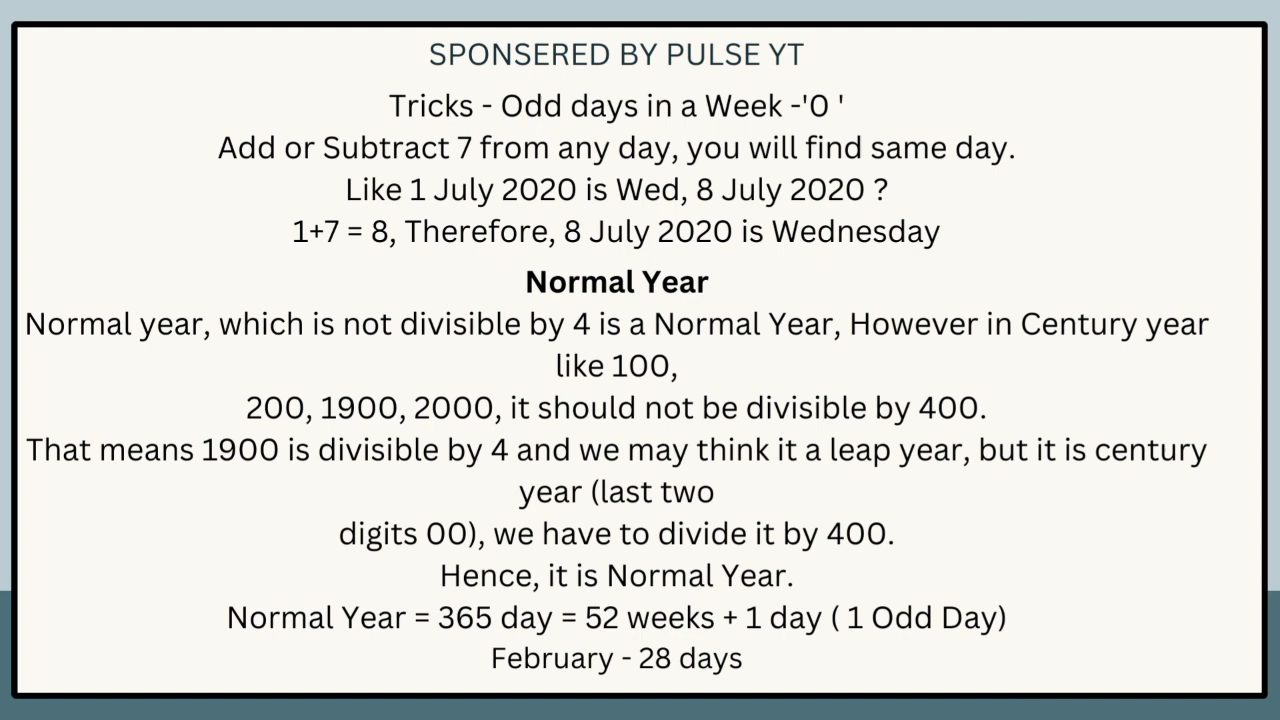 SPONSERED BY PULSE YT
Tricks - Odd days in a Week -'0 '
Add or Subtract 7 from any day, you will find same day.
Like 1 July 2020 is Wed, 8 July 2020 ?
1+7 = 8, Therefore, 8 July 2020 is Wednesday
Normal Year
Normal year, which is not divisible by 4 is a Normal Year, However in Century year
like 100,
200, 1900, 2000, it should not be divisible by 400.
That means 1900 is divisible by 4 and we may think it a leap year, but it is century
year (last two
digits 00), we have to divide it by 400.
Hence, it is Normal Year.
Normal Year = 365 day = 52 weeks + 1 day ( 1 Odd Day)
February - 28 days